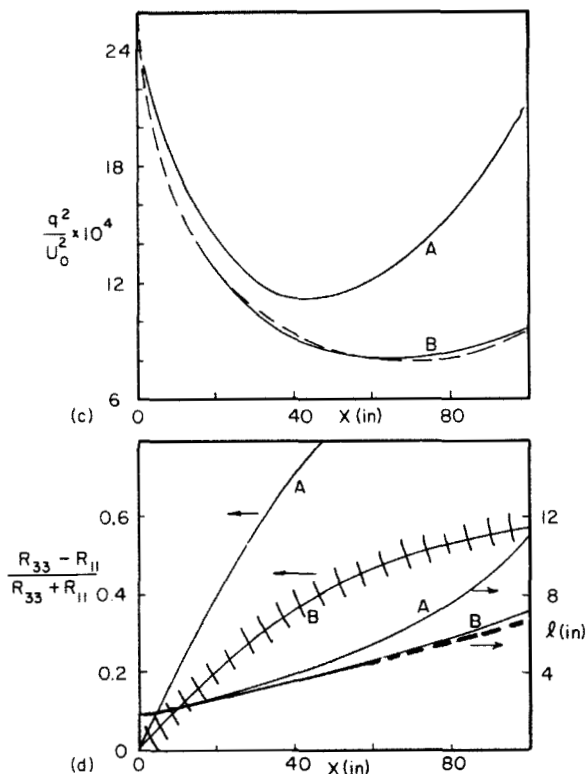 24
18
12
6
q²
U₀² × 10⁴
A
B
(c)
0
40
X (in)
80
0.6
0.4
0.2
0
R₃₃ − R₁₁
R₃₃ + R₁₁
A
B
A
B
12
8
4
ℓ (in)
(d)
0
40
X (in)
80